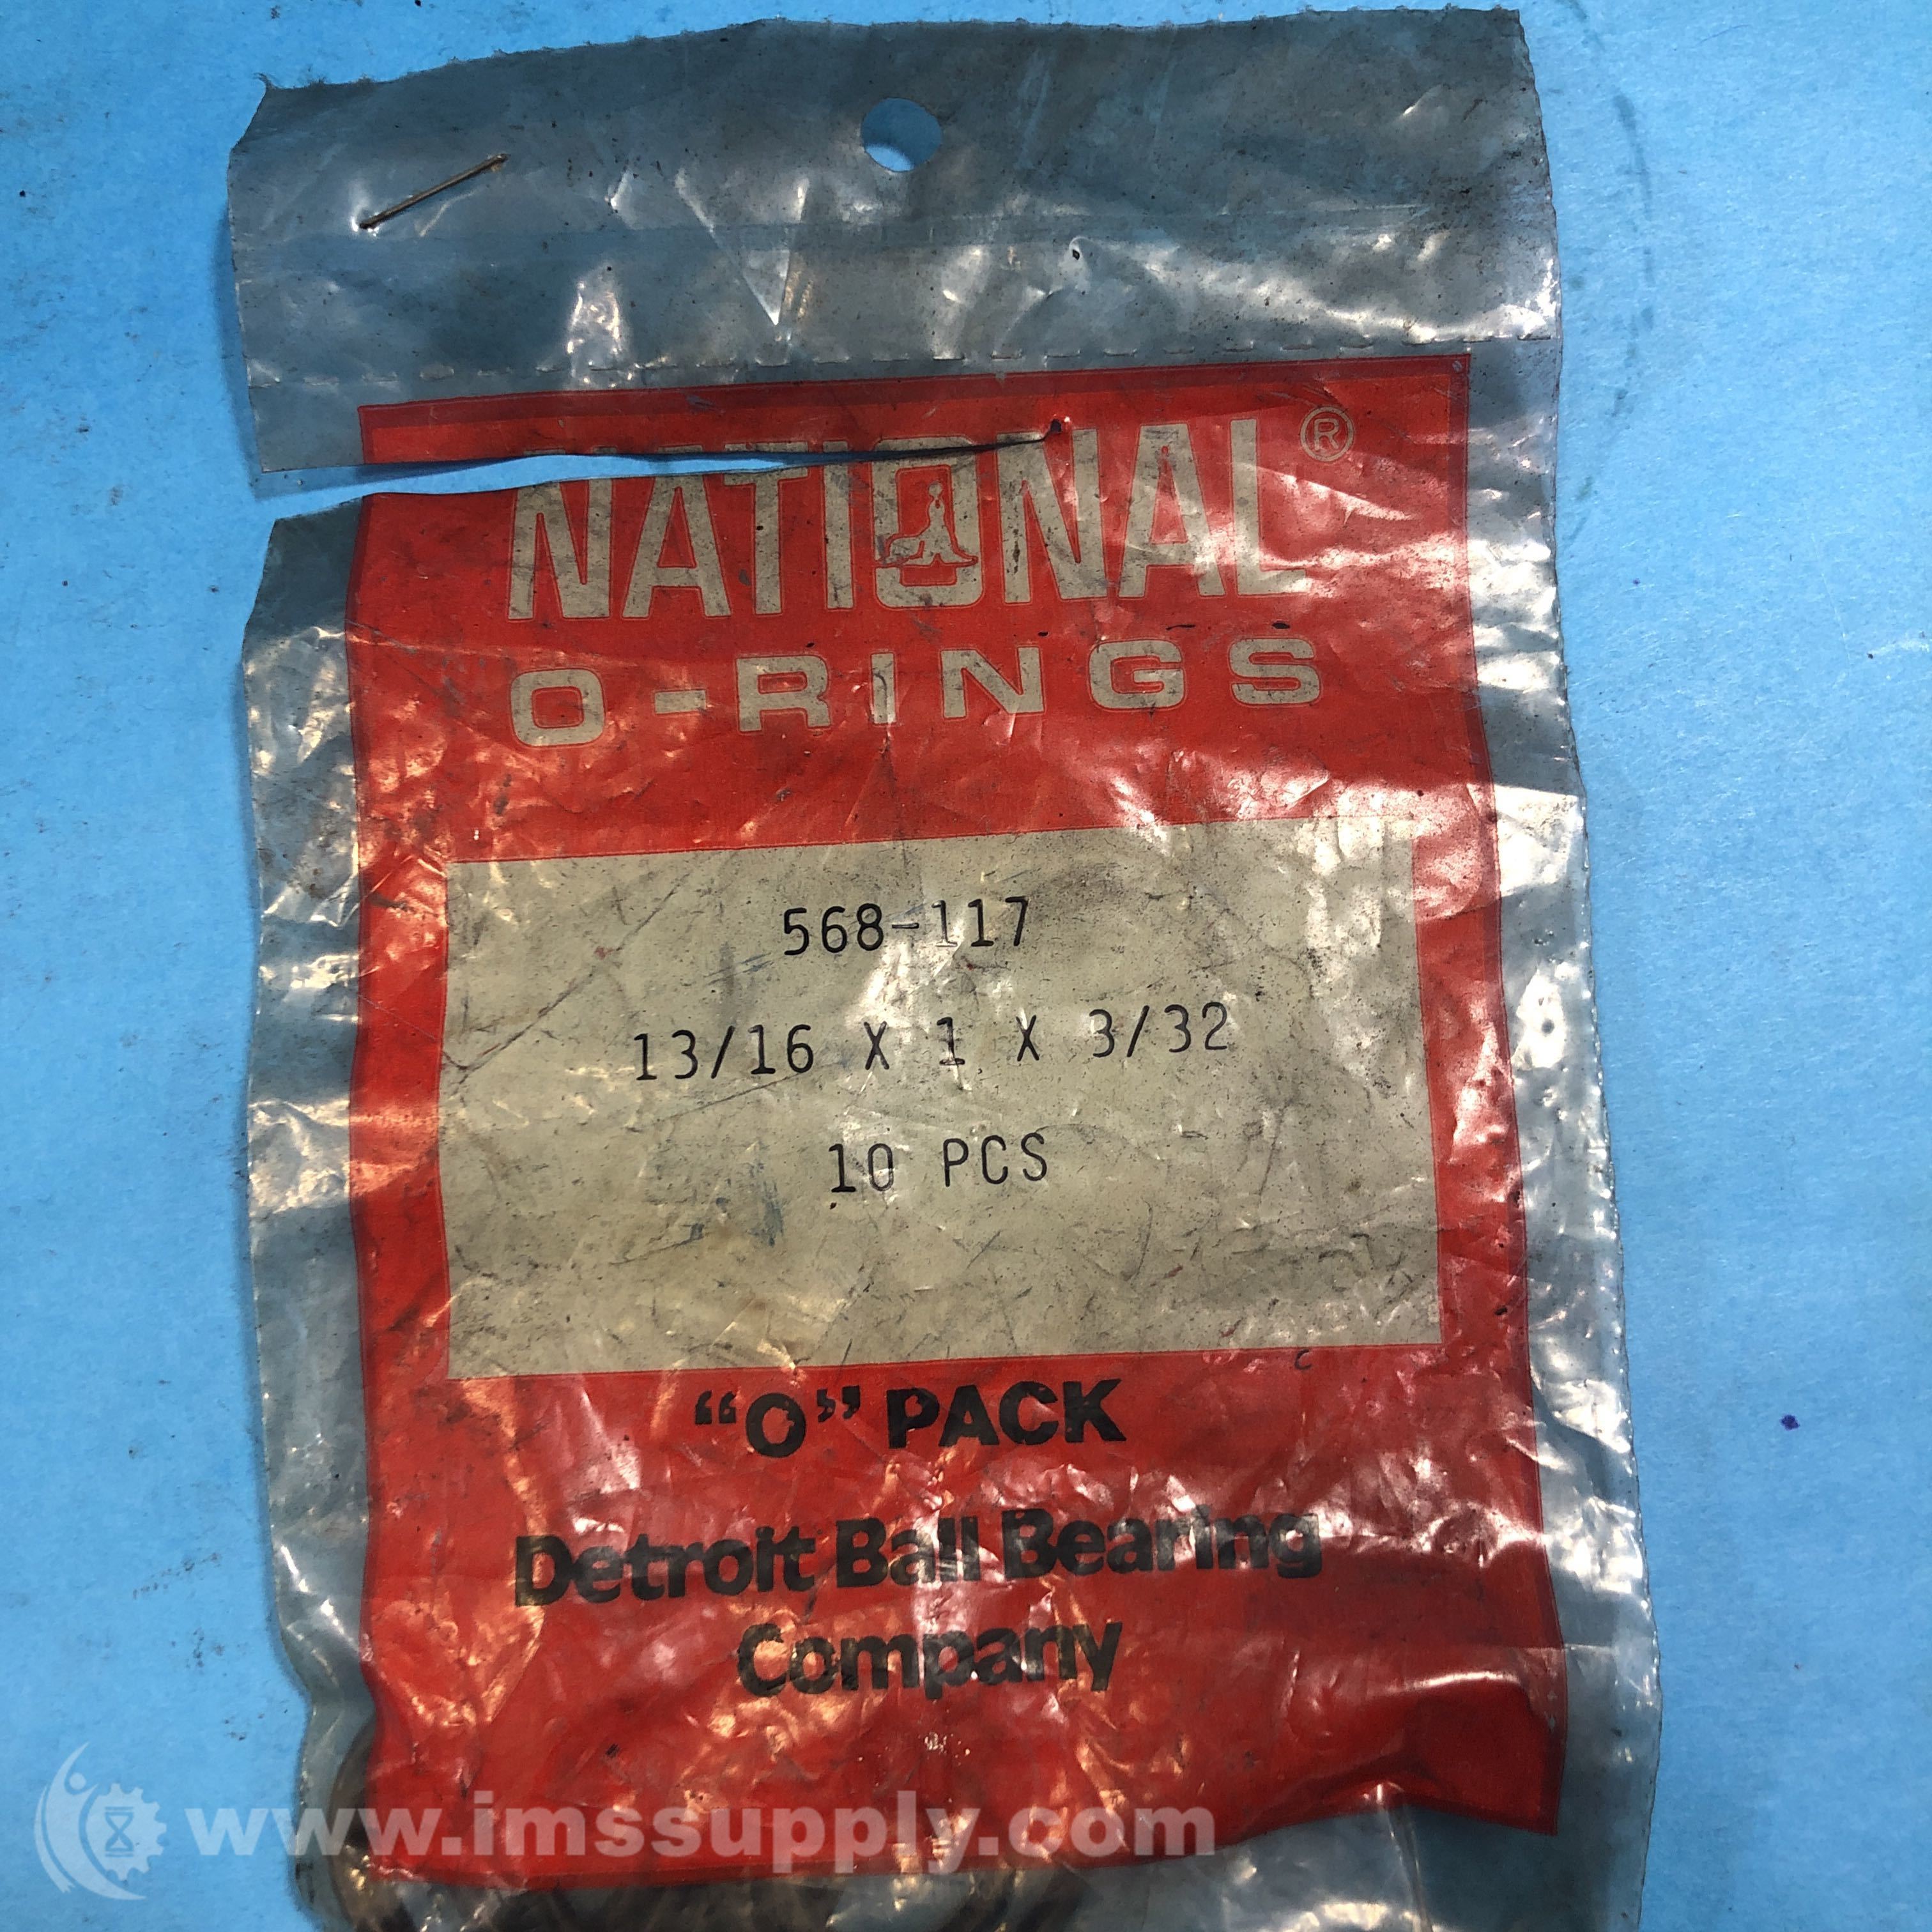 NATIONAL®
O-RINGS
568-117
13/16 X 1 X 3/32
10 PCS
“O” PACK
Detroit Ball Bearing
Company
www.imssupply.com